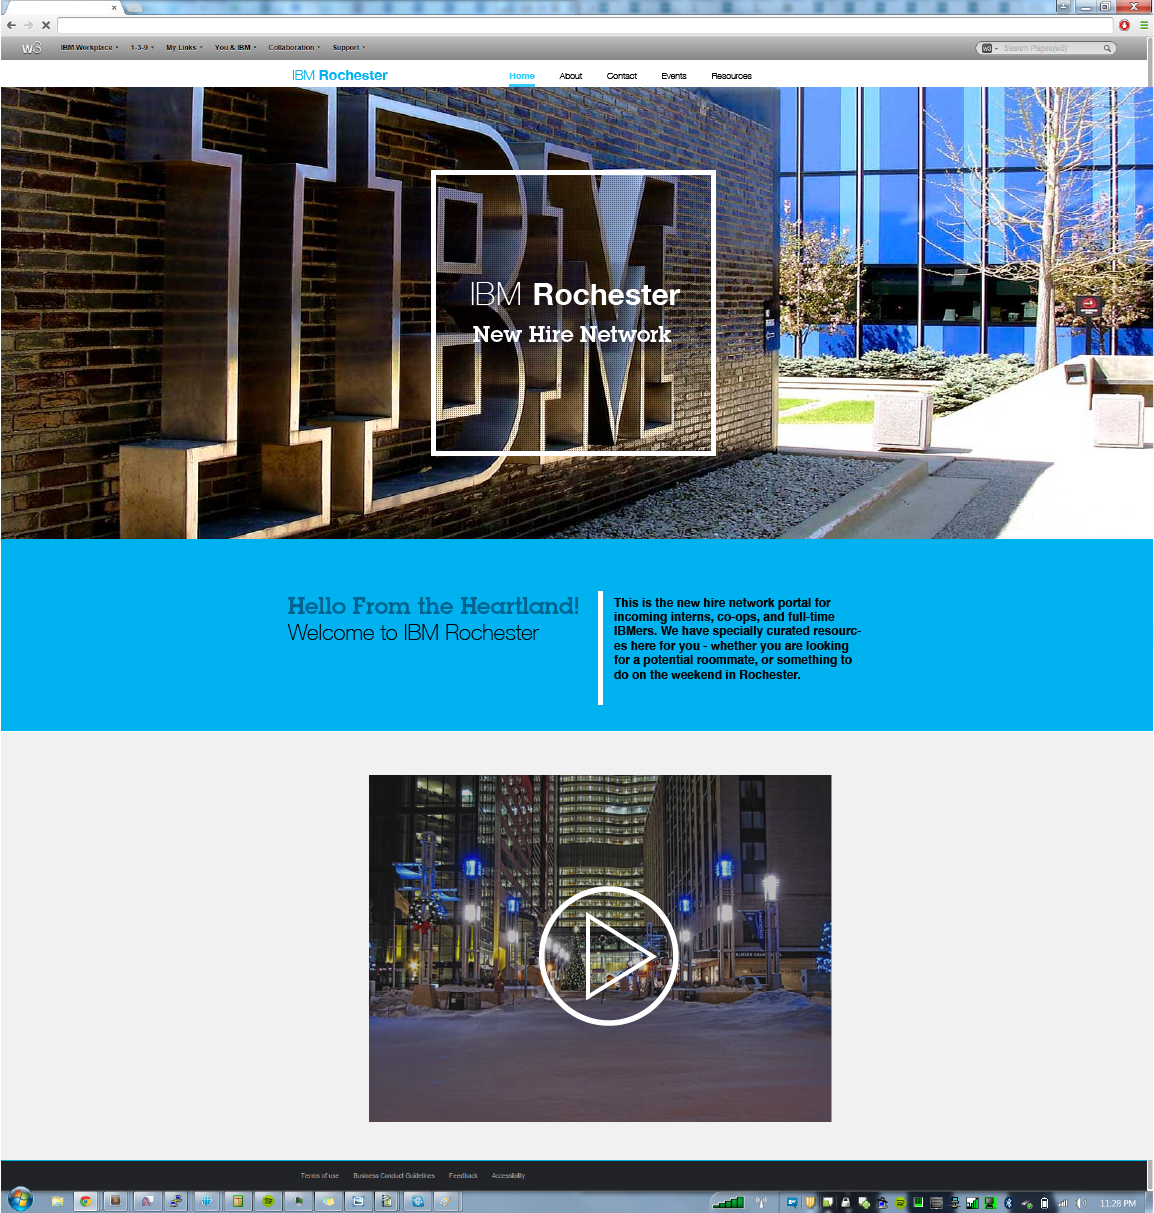 w3 IBM Workplace 1-3-9 My Links You & IBM Collaboration Support w3 Search Pages(w3)
IBM Rochester Home About Contact Events Resources
IBM
IBM Rochester
New Hire Network
Hello From the Heartland!
Welcome to IBM Rochester
This is the new hire network portal for
incoming interns, co-ops, and full-time
IBMers. We have specially curated resourc-
es here for you - whether you are looking
for a potential roommate, or something to
do on the weekend in Rochester.
Terms of use Business Conduct Guidelines Feedback Accessibility
11:28 PM